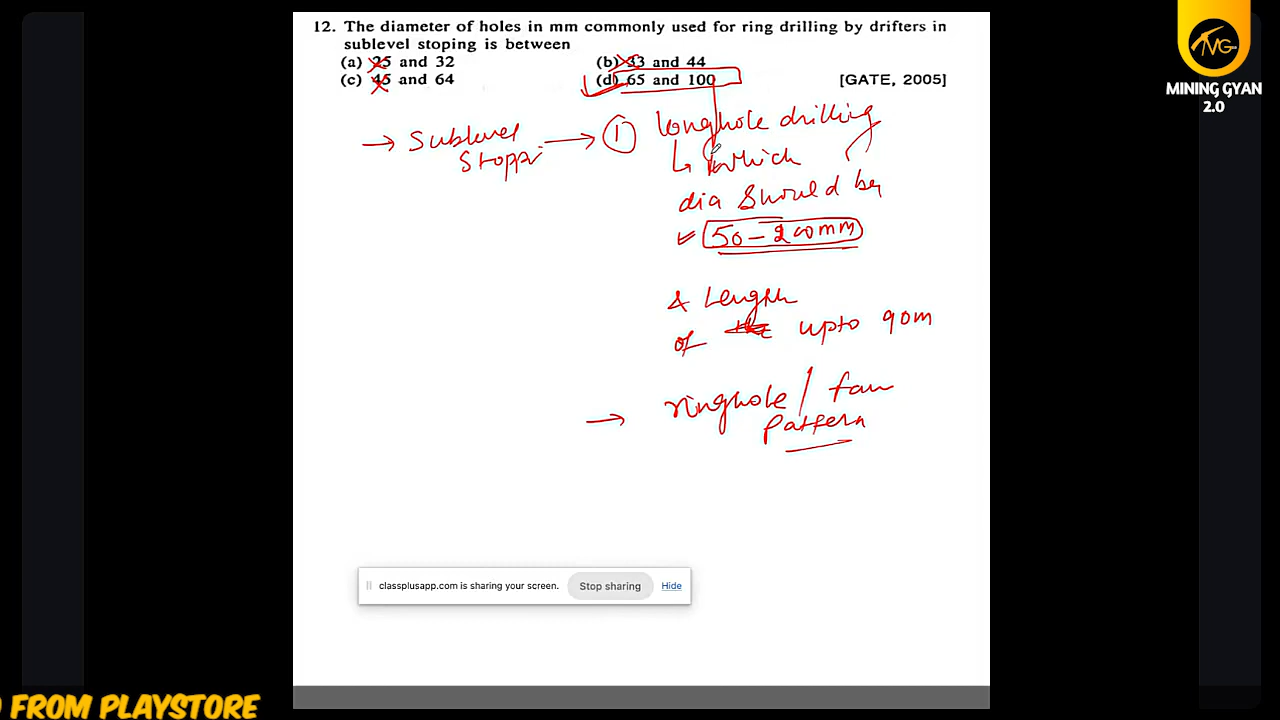 12. The diameter of holes in mm commonly used for ring drilling by drifters in
sublevel stoping is between
(a) 25 and 32 (b) 33 and 44
(c) 45 and 64 (d) 65 and 100 [GATE, 2005]
TMG
MINING GYAN
2.0
→ Sublevel Stoppi → ① longhole drilling
↳ which
dia should be
50 - 200mm
& Length
of upto 90m
→ ringhole / fan
pattern
classplusapp.com is sharing your screen. Stop sharing Hide
FROM PLAYSTORE